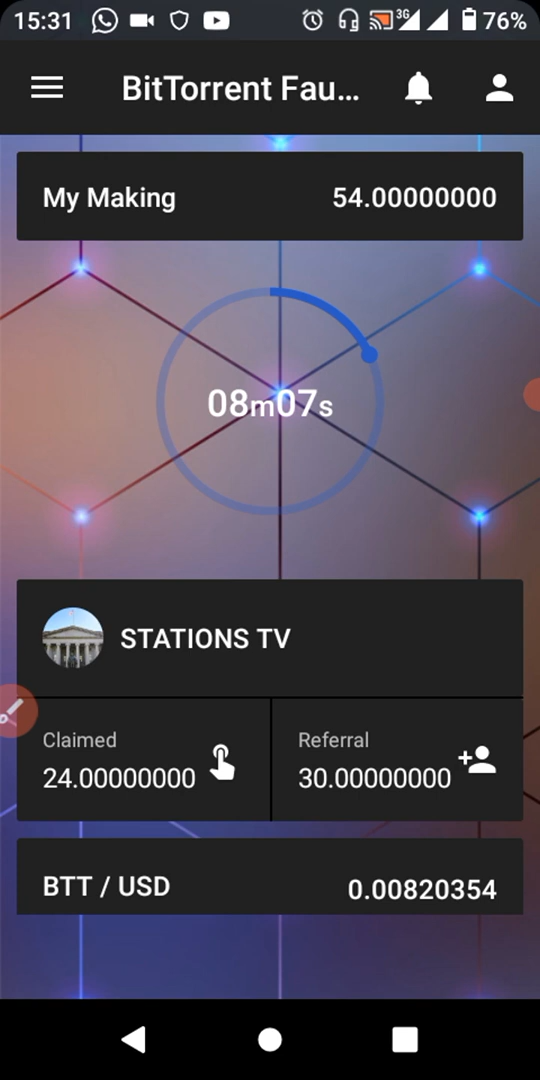 15:31 3G 76%
BitTorrent Fau...
My Making 54.00000000
08m07s
STATIONS TV
Claimed Referral
24.00000000 30.00000000
BTT / USD 0.00820354